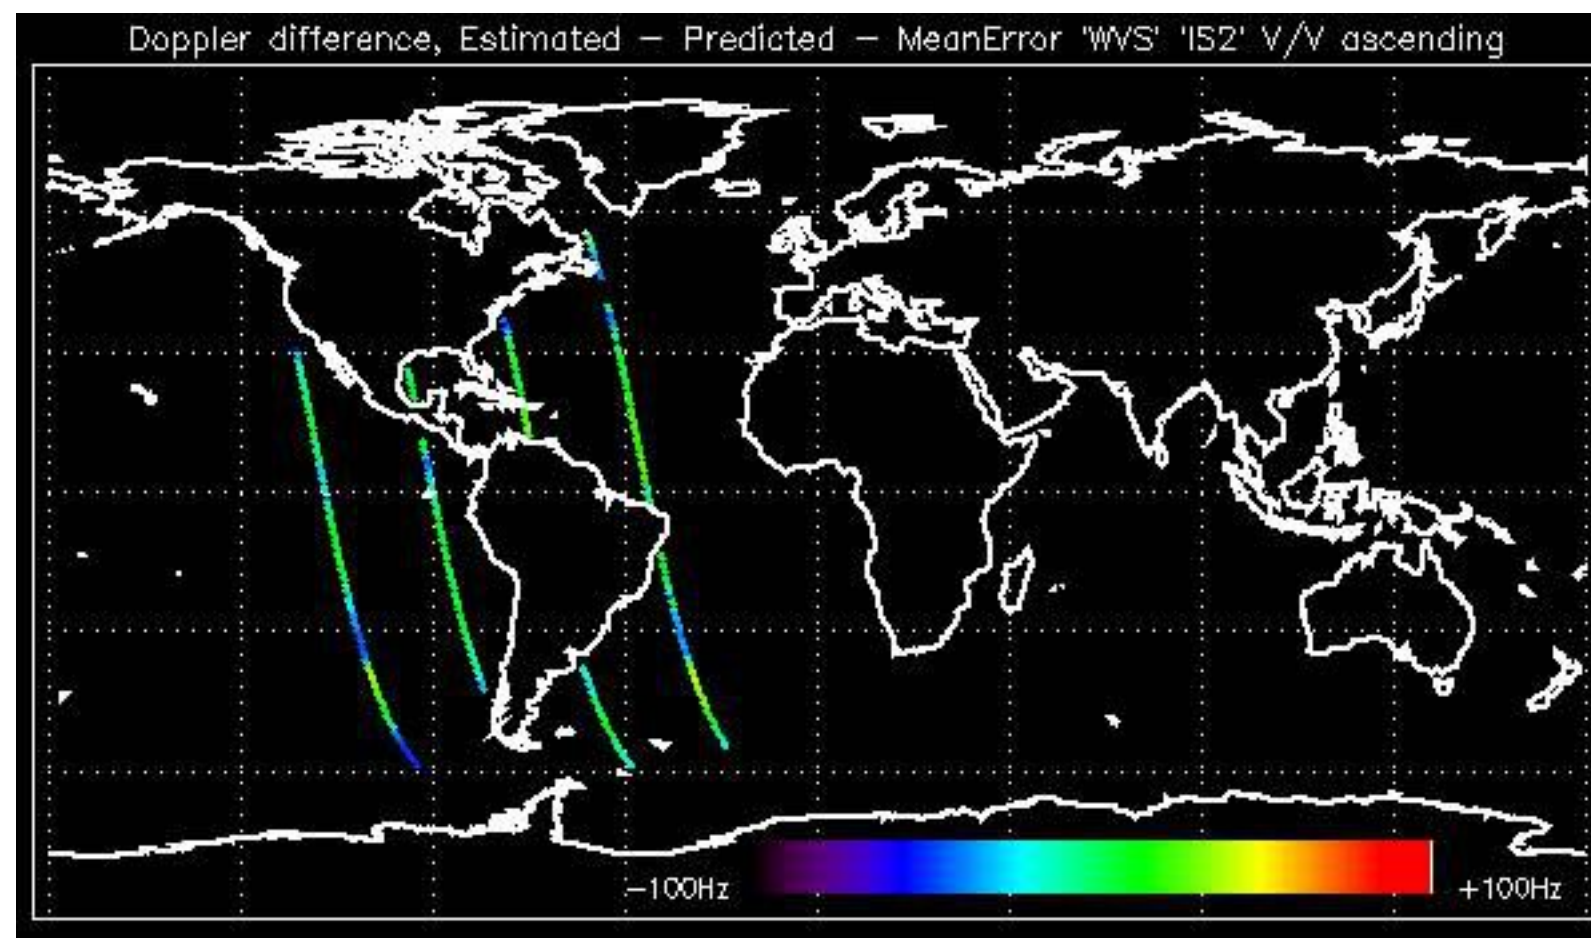 Doppler difference, Estimated – Predicted – MeanError 'WVS' 'IS2' V/V ascending
–100Hz
+100Hz